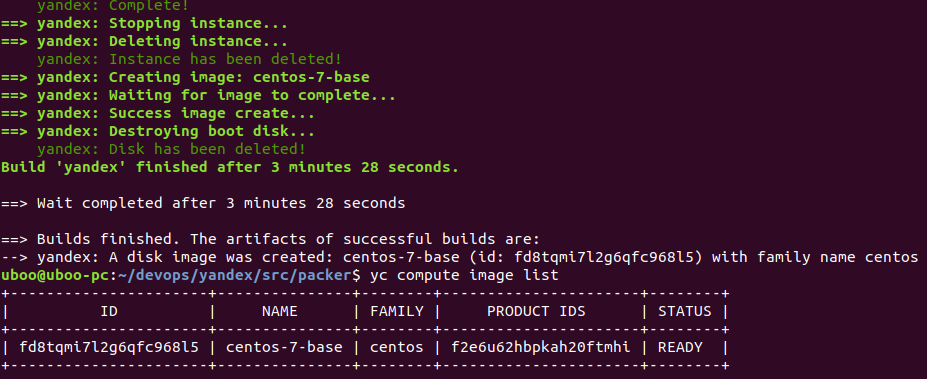 yandex: Complete!
==> yandex: Stopping instance...
==> yandex: Deleting instance...
yandex: Instance has been deleted!
==> yandex: Creating image: centos-7-base
==> yandex: Waiting for image to complete...
==> yandex: Success image create...
==> yandex: Destroying boot disk...
yandex: Disk has been deleted!
Build 'yandex' finished after 3 minutes 28 seconds.
==> Wait completed after 3 minutes 28 seconds
==> Builds finished. The artifacts of successful builds are:
--> yandex: A disk image was created: centos-7-base (id: fd8tqmi7l2g6qfc968l5) with family name centos
uboo@uboo-pc:~/devops/yandex/src/packer$ yc compute image list
+----------------------+---------------+--------+----------------------+--------+
| ID | NAME | FAMILY | PRODUCT IDS | STATUS |
+----------------------+---------------+--------+----------------------+--------+
| fd8tqmi7l2g6qfc968l5 | centos-7-base | centos | f2e6u62hbpkah20ftmhi | READY |
+----------------------+---------------+--------+----------------------+--------+